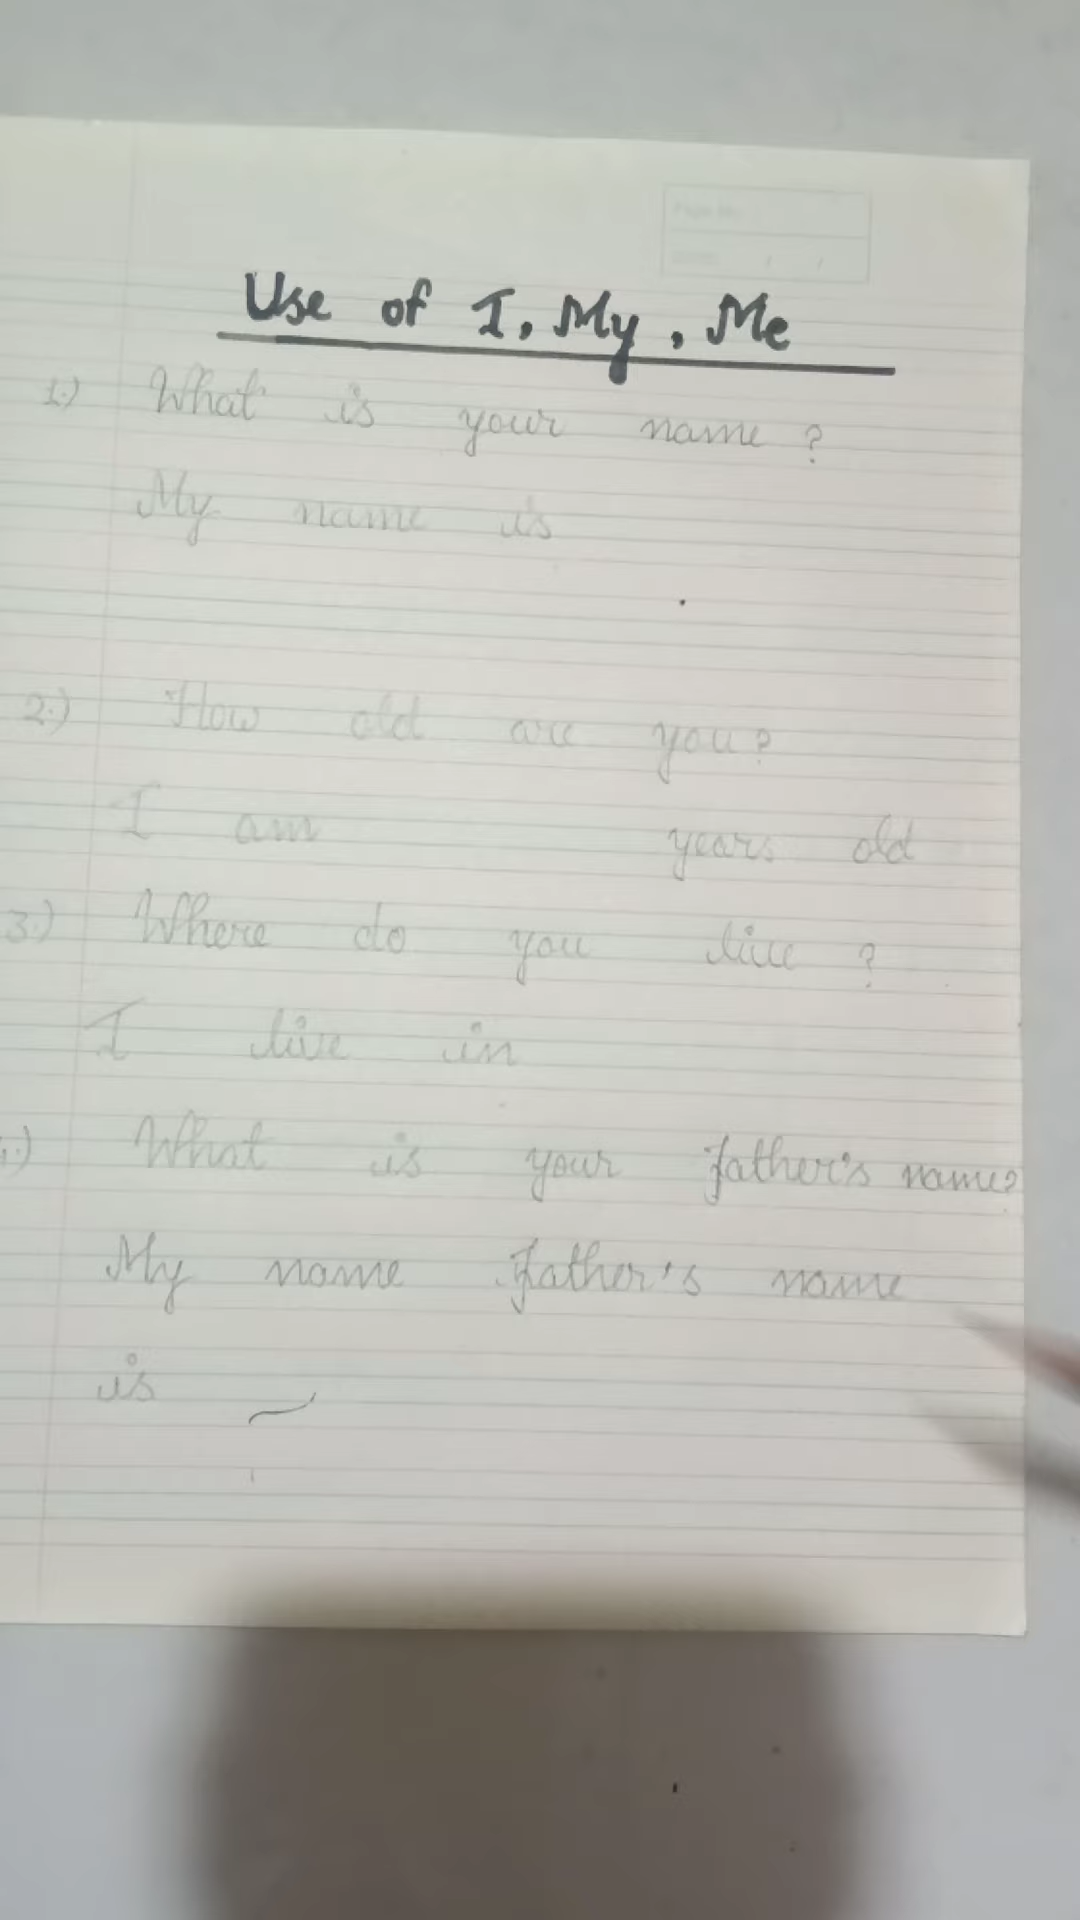 Use of I, My, Me
1.) What is your name ?
My name is
2.) How old are you?
I am years old
3.) Where do you live ?
I live in
What is your father's name?
My name father's name
is